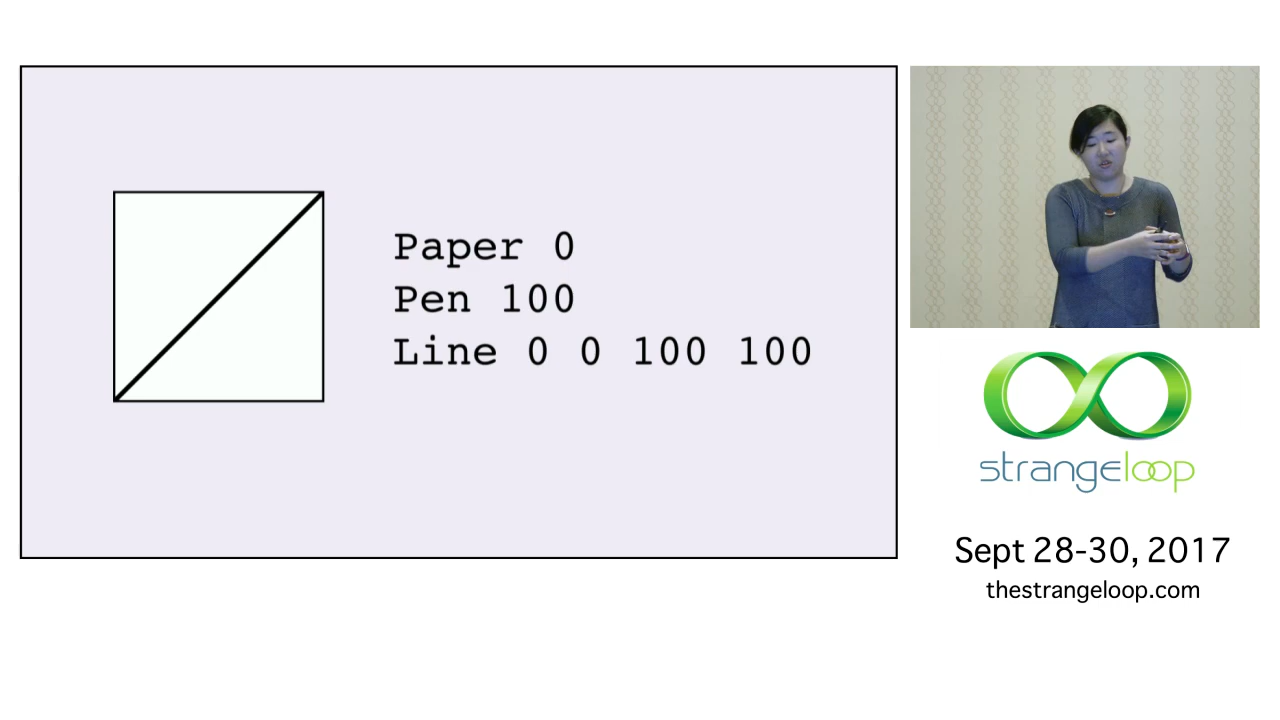 Paper 0
Pen 100
Line 0 0 100 100
strangeloop
Sept 28-30, 2017
thestrangeloop.com